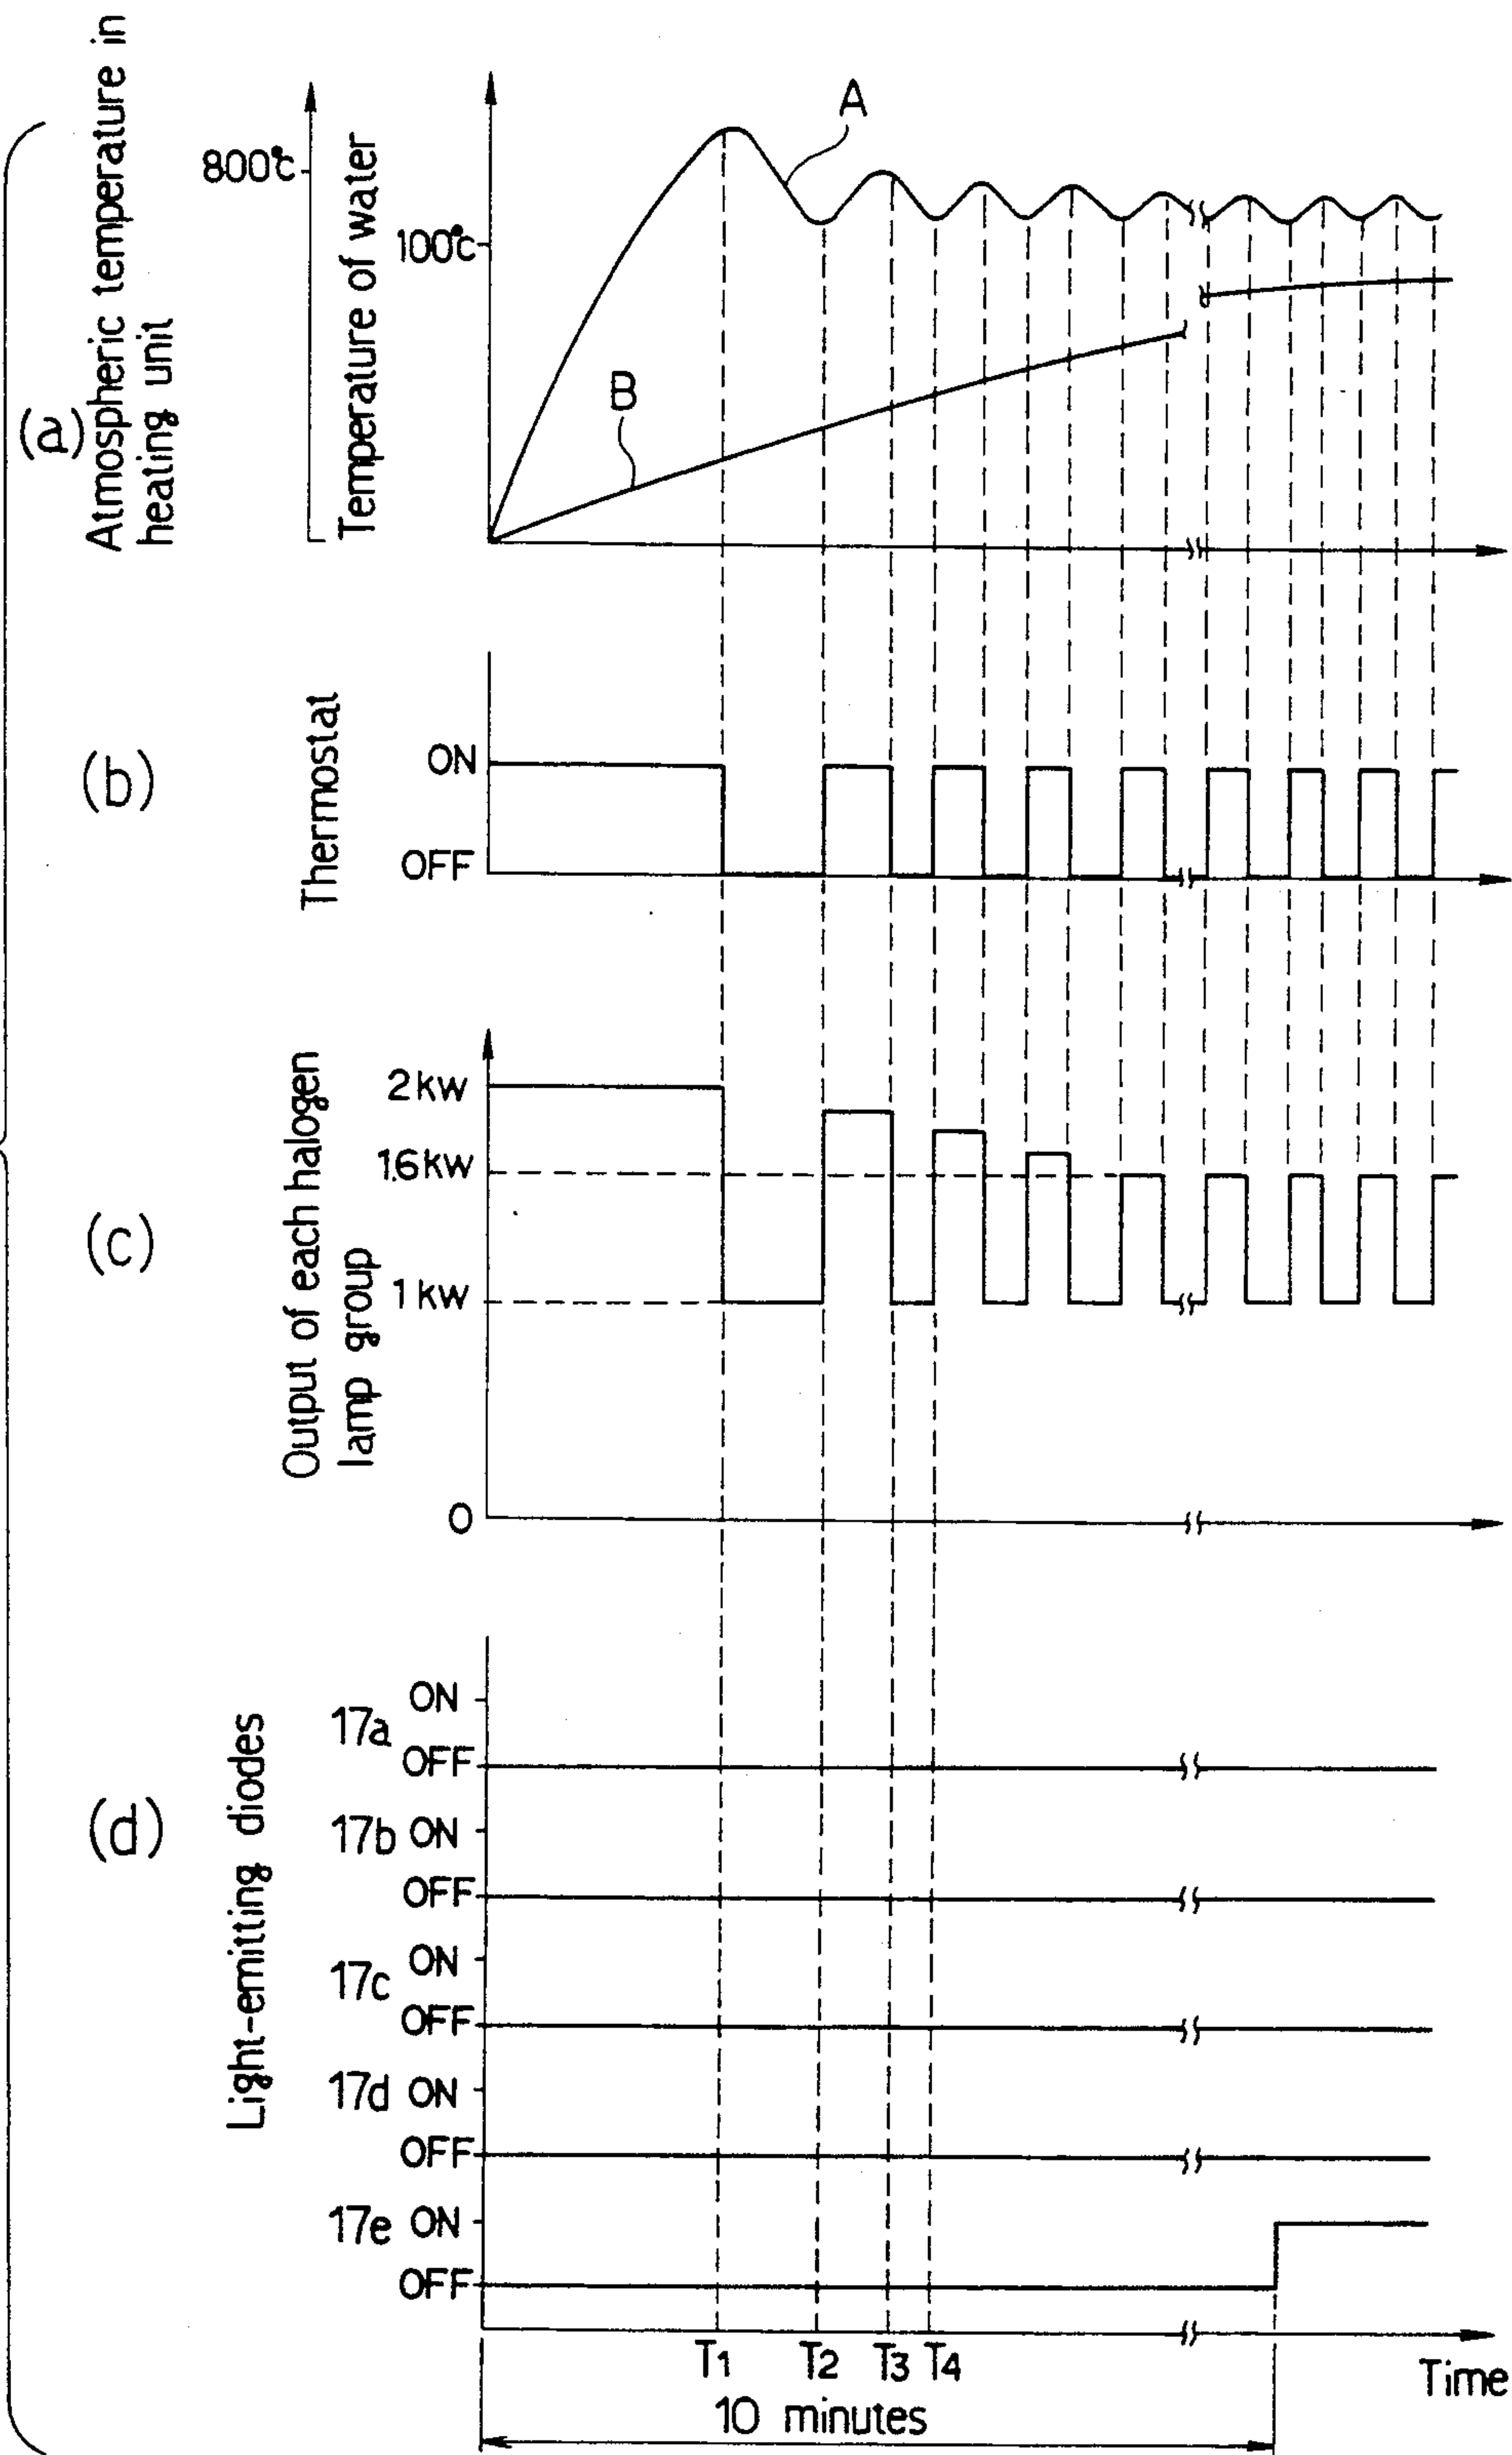 (a)
Atmospheric temperature in
heating unit
800°c
Temperature of water
100°c
A
B
(b)
Thermostat
ON
OFF
(c)
Output of each halogen
lamp group
2kw
1.6kw
1kw
0
(d)
Light-emitting diodes
17a ON
OFF
17b ON
OFF
17c ON
OFF
17d ON
OFF
17e ON
OFF
T1 T2 T3 T4
Time
10 minutes